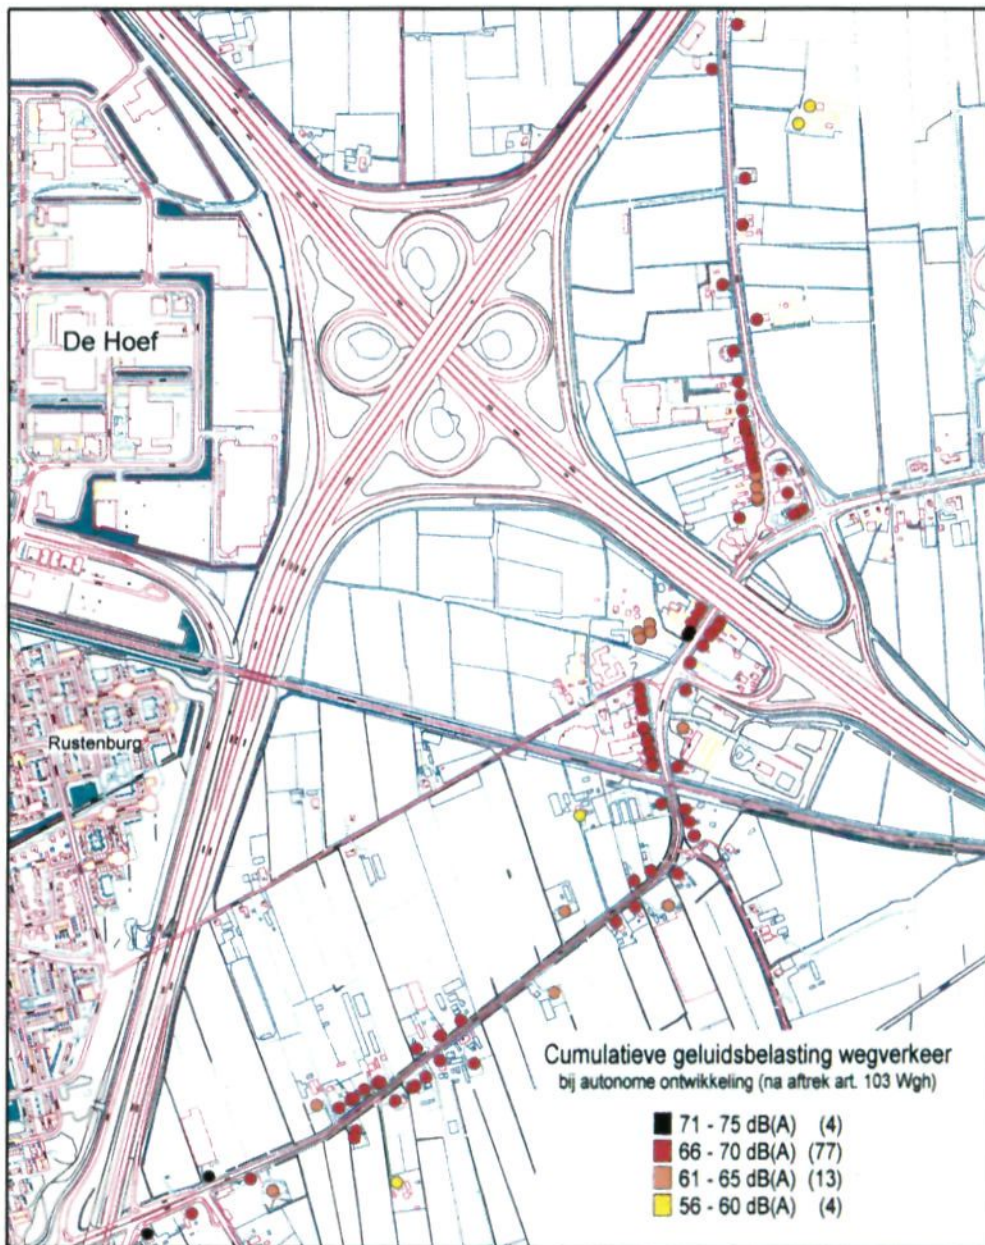 De Hoef
Rustenburg
Cumulatieve geluidsbelasting wegverkeer
bij autonome ontwikkeling (na aftrek art. 103 Wgh)
71 - 75 dB(A) (4)
66 - 70 dB(A) (77)
61 - 65 dB(A) (13)
56 - 60 dB(A) (4)